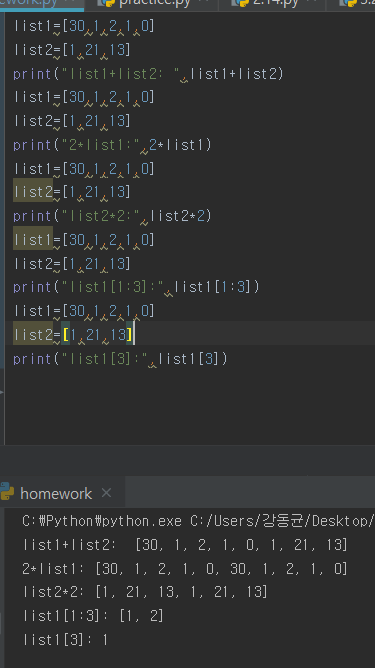 ework.py practice.py 2.14.py 3.2
list1=[30,1,2,1,0]
list2=[1,21,13]
print("list1+list2: ",list1+list2)
list1=[30,1,2,1,0]
list2=[1,21,13]
print("2*list1:",2*list1)
list1=[30,1,2,1,0]
list2=[1,21,13]
print("list2*2:",list2*2)
list1=[30,1,2,1,0]
list2=[1,21,13]
print("list1[1:3]:",list1[1:3])
list1=[30,1,2,1,0]
list2=[1,21,13]
print("list1[3]:",list1[3])
homework
C:₩Python₩python.exe C:/Users/강동균/Desktop/
list1+list2:  [30, 1, 2, 1, 0, 1, 21, 13]
2*list1: [30, 1, 2, 1, 0, 30, 1, 2, 1, 0]
list2*2: [1, 21, 13, 1, 21, 13]
list1[1:3]: [1, 2]
list1[3]: 1